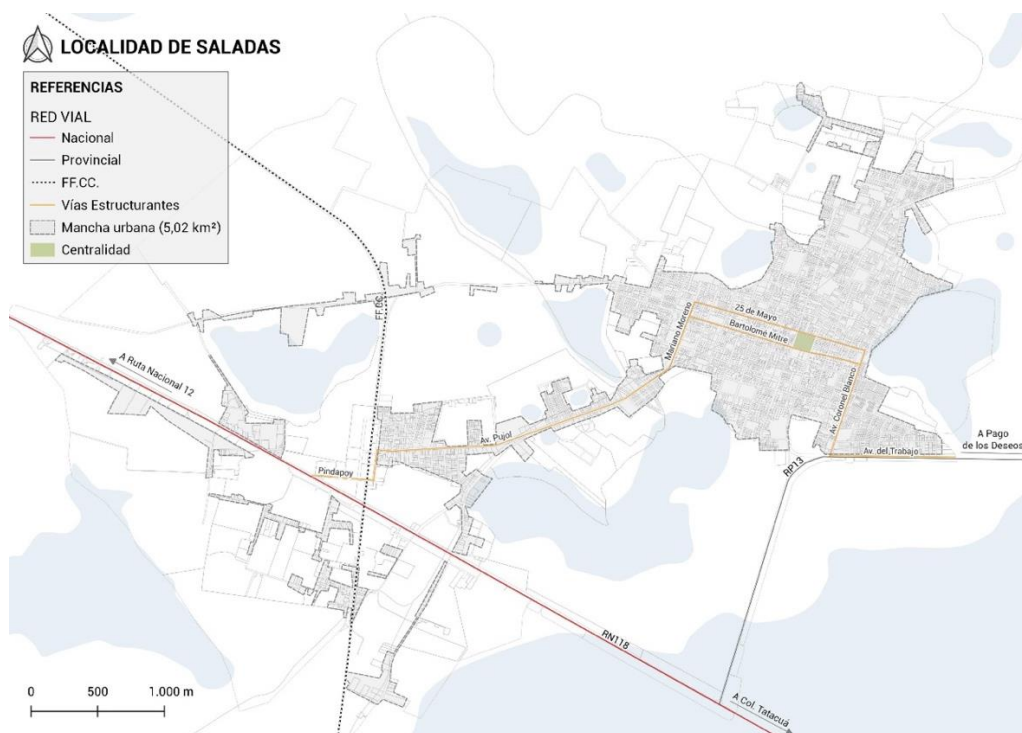 LOCALIDAD DE SALADAS
REFERENCIAS
RED VIAL
Nacional
Provincial
FF.CC.
Vías Estructurantes
Mancha urbana (5,02 km²)
Centralidad
FF.CC.
A Ruta Nacional 12
25 de Mayo
Bartolomé Mitre
Mariano Moreno
Av. Coronel Blanco
Av. Pujol
Pindapoy
Av. del Trabajo
A Pago
de los Deseos
RP13
RN118
A Col. Tatacuá
0 500 1.000 m